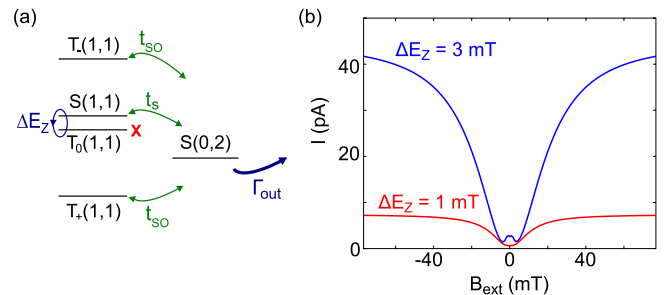 (a)
T₋(1,1)
t_SO
S(1,1)
t_s
ΔE_Z
X
T₀(1,1)
S(0,2)
Γ_out
T₊(1,1)
t_SO
(b)
ΔE_Z = 3 mT
ΔE_Z = 1 mT
I (pA)
40
20
0
-40
0
40
B_ext (mT)